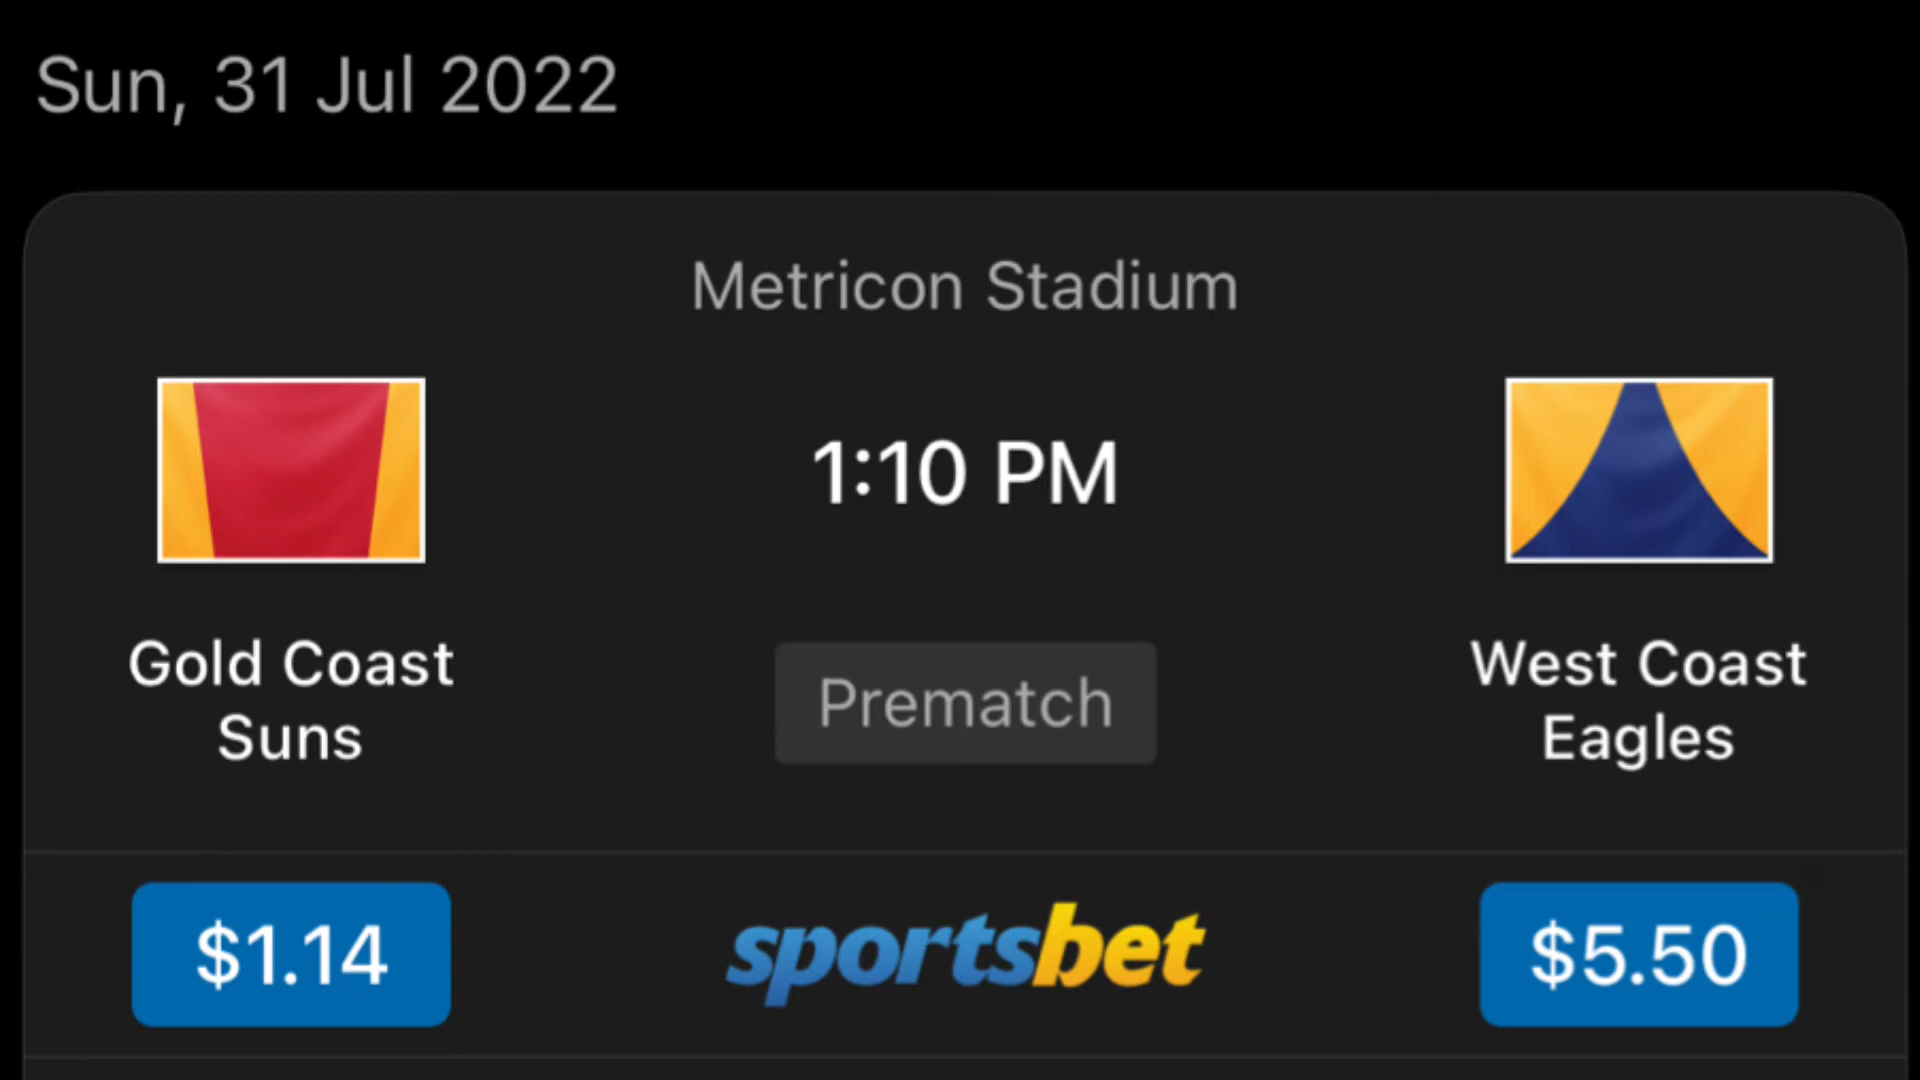 Sun, 31 Jul 2022
Metricon Stadium
1:10 PM
Gold Coast
Suns
Prematch
West Coast
Eagles
$1.14
sportsbet
$5.50